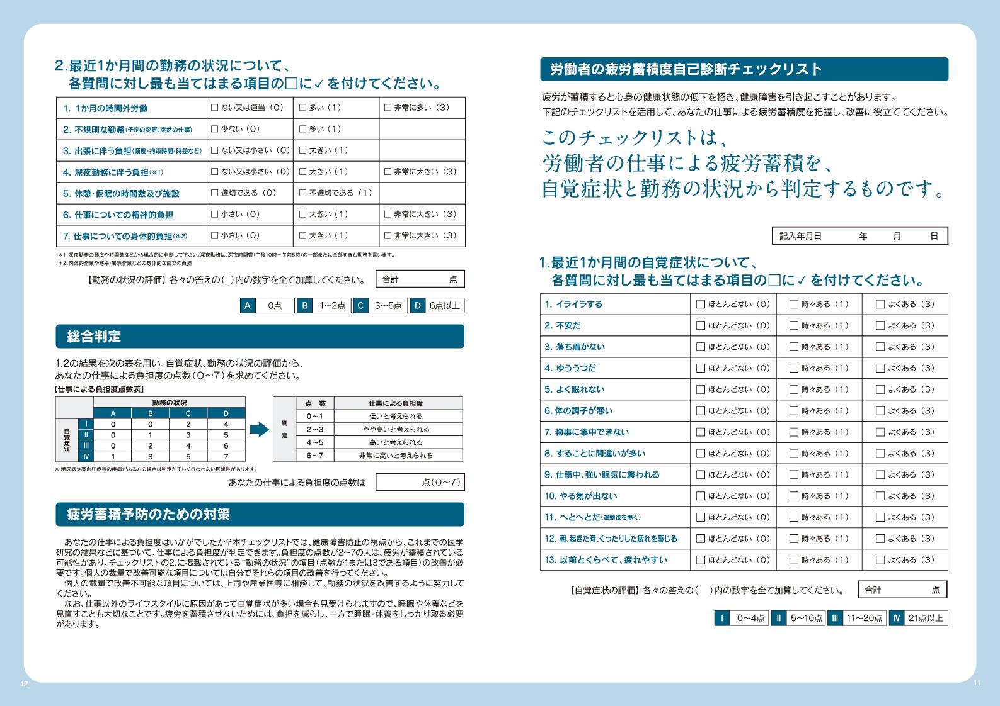 労働者の疲労蓄積度自己診断チェックリスト
疲労が蓄積すると心身の健康状態の低下を招き、健康障害を引き起こすことがあります。
下記のチェックリストを活用して、あなたの仕事による疲労蓄積度を把握し、改善に役立ててください。
このチェックリストは、
労働者の仕事による疲労蓄積を、
自覚症状と勤務の状況から判定するものです。
記入年月日 年 月 日
1.最近1か月間の自覚症状について、
各質問に対し最も当てはまる項目の□に✓を付けてください。
1. イライラする □ ほとんどない（0） □ 時々ある（1） □ よくある（3）
2. 不安だ □ ほとんどない（0） □ 時々ある（1） □ よくある（3）
3. 落ち着かない □ ほとんどない（0） □ 時々ある（1） □ よくある（3）
4. ゆううつだ □ ほとんどない（0） □ 時々ある（1） □ よくある（3）
5. よく眠れない □ ほとんどない（0） □ 時々ある（1） □ よくある（3）
6. 体の調子が悪い □ ほとんどない（0） □ 時々ある（1） □ よくある（3）
7. 物事に集中できない □ ほとんどない（0） □ 時々ある（1） □ よくある（3）
8. することに間違いが多い □ ほとんどない（0） □ 時々ある（1） □ よくある（3）
9. 仕事中、強い眠気に襲われる □ ほとんどない（0） □ 時々ある（1） □ よくある（3）
10. やる気が出ない □ ほとんどない（0） □ 時々ある（1） □ よくある（3）
11. へとへとだ（運動後を除く） □ ほとんどない（0） □ 時々ある（1） □ よくある（3）
12. 朝、起きた時、ぐったりした疲れを感じる □ ほとんどない（0） □ 時々ある（1） □ よくある（3）
13. 以前とくらべて、疲れやすい □ ほとんどない（0） □ 時々ある（1） □ よくある（3）
【自覚症状の評価】 各々の答えの（ ）内の数字を全て加算してください。 合計 点
Ⅰ 0〜4点 Ⅱ 5〜10点 Ⅲ 11〜20点 Ⅳ 21点以上
11
2.最近1か月間の勤務の状況について、
各質問に対し最も当てはまる項目の□に✓を付けてください。
1. 1か月の時間外労働 □ ない又は適当（0） □ 多い（1） □ 非常に多い（3）
2. 不規則な勤務（予定の変更、突然の仕事） □ 少ない（0） □ 多い（1）
3. 出張に伴う負担（頻度・拘束時間・時差など） □ ない又は小さい（0） □ 大きい（1）
4. 深夜勤務に伴う負担（※1） □ ない又は小さい（0） □ 大きい（1） □ 非常に大きい（3）
5. 休憩・仮眠の時間数及び施設 □ 適切である（0） □ 不適切である（1）
6. 仕事についての精神的負担 □ 小さい（0） □ 大きい（1） □ 非常に大きい（3）
7. 仕事についての身体的負担（※2） □ 小さい（0） □ 大きい（1） □ 非常に大きい（3）
※1：深夜勤務の頻度や時間数などから総合的に判断して下さい。深夜勤務は、深夜時間帯（午後10時－午前5時）の一部または全部を含む勤務を言います。
※2：肉体的作業や寒冷・暑熱作業などの身体的な面での負担
【勤務の状況の評価】 各々の答えの（ ）内の数字を全て加算してください。 合計 点
A 0点 B 1〜2点 C 3〜5点 D 6点以上
総合判定
1.2の結果を次の表を用い、自覚症状、勤務の状況の評価から、
あなたの仕事による負担度の点数（0〜7）を求めてください。
【仕事による負担度点数表】
勤務の状況
A B C D
自覚症状
Ⅰ 0 0 2 4
Ⅱ 0 1 3 5
Ⅲ 0 2 4 6
Ⅳ 1 3 5 7
判定
点 数 仕事による負担度
0〜1 低いと考えられる
2〜3 やや高いと考えられる
4〜5 高いと考えられる
6〜7 非常に高いと考えられる
※ 糖尿病や高血圧症等の疾病がある方の場合は判定が正しく行われない可能性があります。
あなたの仕事による負担度の点数は 点（0〜7）
疲労蓄積予防のための対策
あなたの仕事による負担度はいかがでしたか？本チェックリストでは、健康障害防止の視点から、これまでの医学
研究の結果などに基づいて、仕事による負担度が判定できます。負担度の点数が2〜7の人は、疲労が蓄積されている
可能性があり、チェックリストの2.に掲載されている“勤務の状況”の項目（点数が1または3である項目）の改善が必
要です。個人の裁量で改善可能な項目については自分でそれらの項目の改善を行ってください。
個人の裁量で改善不可能な項目については、上司や産業医等に相談して、勤務の状況を改善するように努力して
ください。
なお、仕事以外のライフスタイルに原因があって自覚症状が多い場合も見受けられますので、睡眠や休養などを
見直すことも大切なことです。疲労を蓄積させないためには、負担を減らし、一方で睡眠・休養をしっかり取る必要
があります。
12